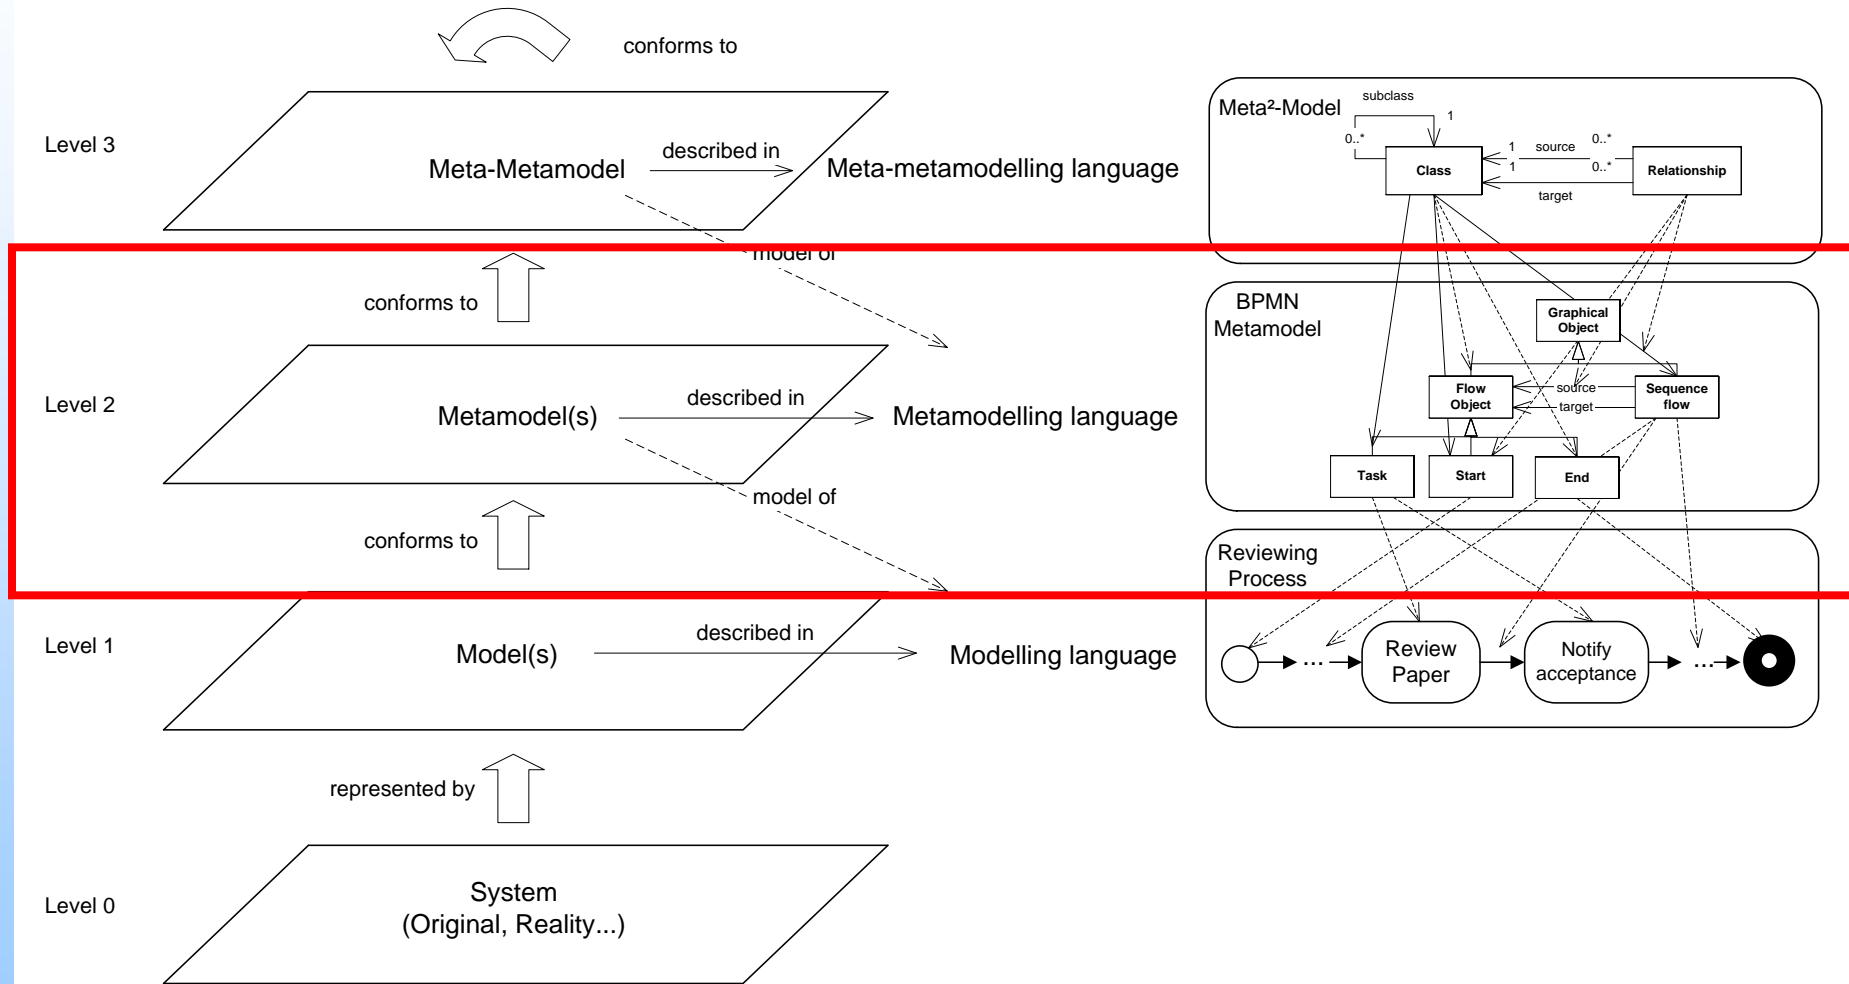 conforms to
Level 3
Meta-Metamodel
described in
Meta-metamodelling language
Meta²-Model
subclass
1
0..*
Class
1
source
0..*
1
0..*
target
Relationship
model of
conforms to
Level 2
Metamodel(s)
described in
Metamodelling language
BPMN
Metamodel
Graphical
Object
Flow
Object
source
target
Sequence
flow
Task
Start
End
model of
conforms to
Level 1
Model(s)
described in
Modelling language
Reviewing
Process
...
Review
Paper
Notify
acceptance
...
represented by
Level 0
System
(Original, Reality...)